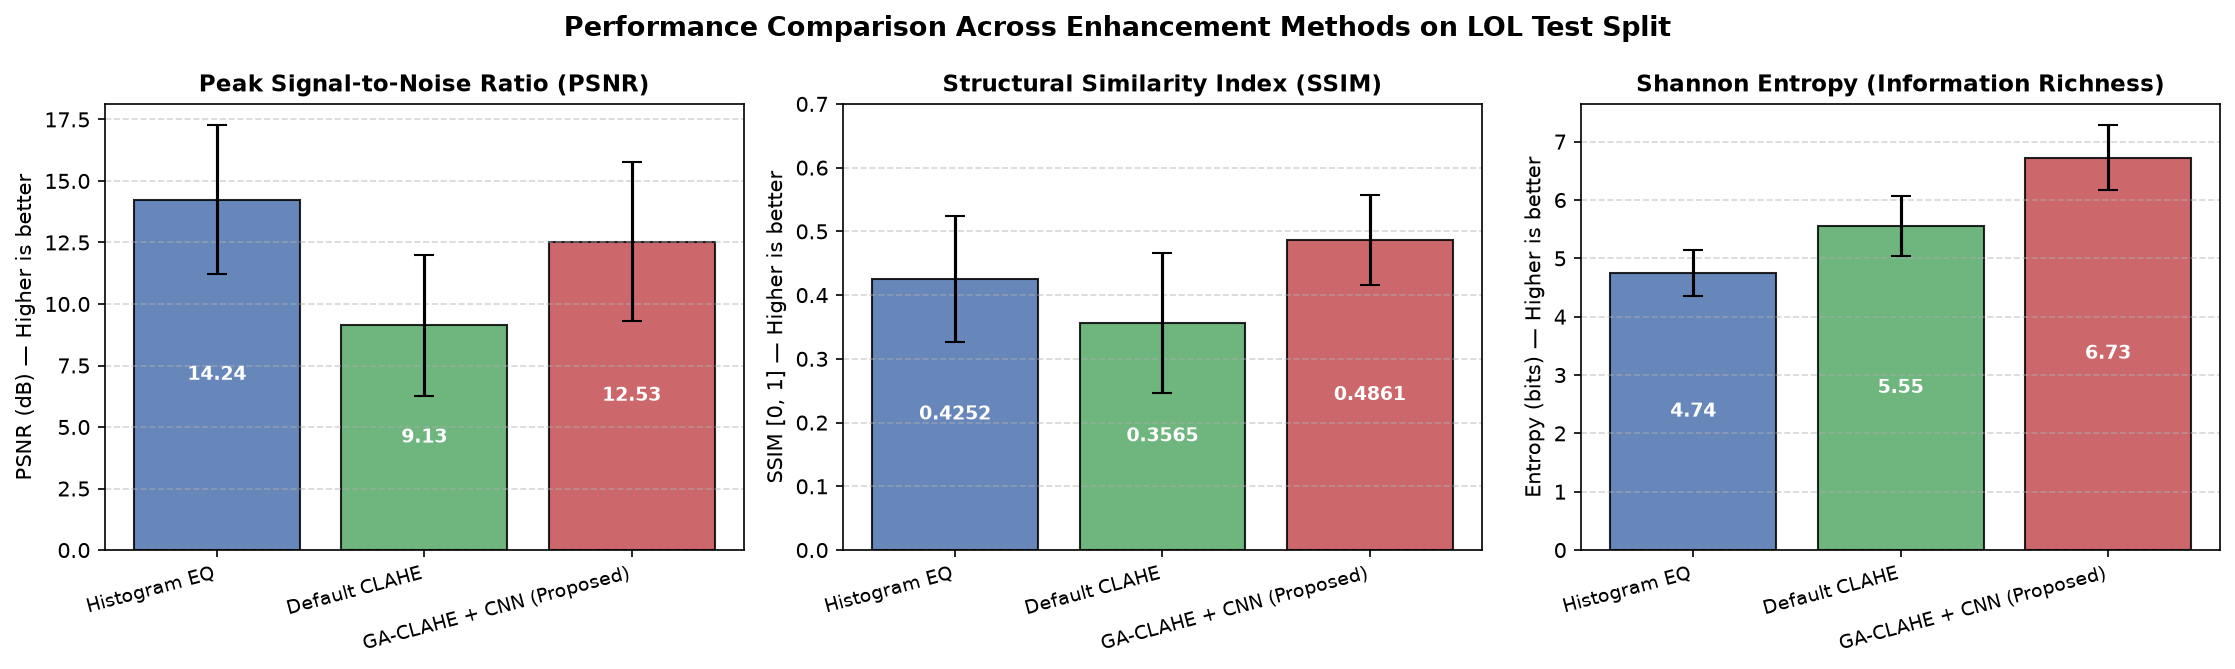 Performance Comparison Across Enhancement Methods on LOL Test Split
Peak Signal-to-Noise Ratio (PSNR)
PSNR (dB) — Higher is better
17.5
15.0
12.5
10.0
7.5
5.0
2.5
0.0
14.24
9.13
12.53
Histogram EQ
Default CLAHE
GA-CLAHE + CNN (Proposed)
Structural Similarity Index (SSIM)
SSIM [0, 1] — Higher is better
0.7
0.6
0.5
0.4
0.3
0.2
0.1
0.0
0.4252
0.3565
0.4861
Histogram EQ
Default CLAHE
GA-CLAHE + CNN (Proposed)
Shannon Entropy (Information Richness)
Entropy (bits) — Higher is better
7
6
5
4
3
2
1
0
4.74
5.55
6.73
Histogram EQ
Default CLAHE
GA-CLAHE + CNN (Proposed)